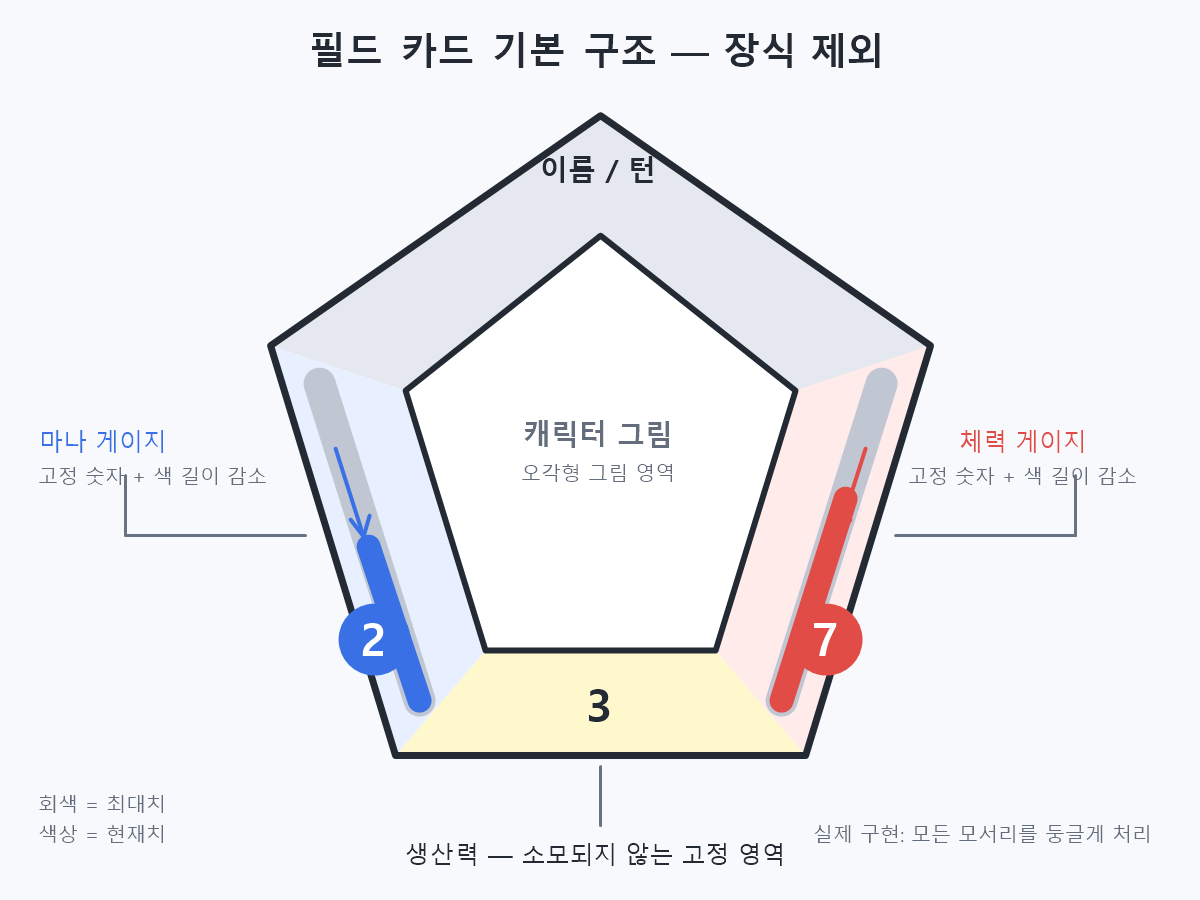 필드 카드 기본 구조 — 장식 제외
이름 / 턴
캐릭터 그림
오각형 그림 영역
마나 게이지
고정 숫자 + 색 길이 감소
체력 게이지
고정 숫자 + 색 길이 감소
2
7
3
회색 = 최대치
색상 = 현재치
실제 구현: 모든 모서리를 둥글게 처리
생산력 — 소모되지 않는 고정 영역